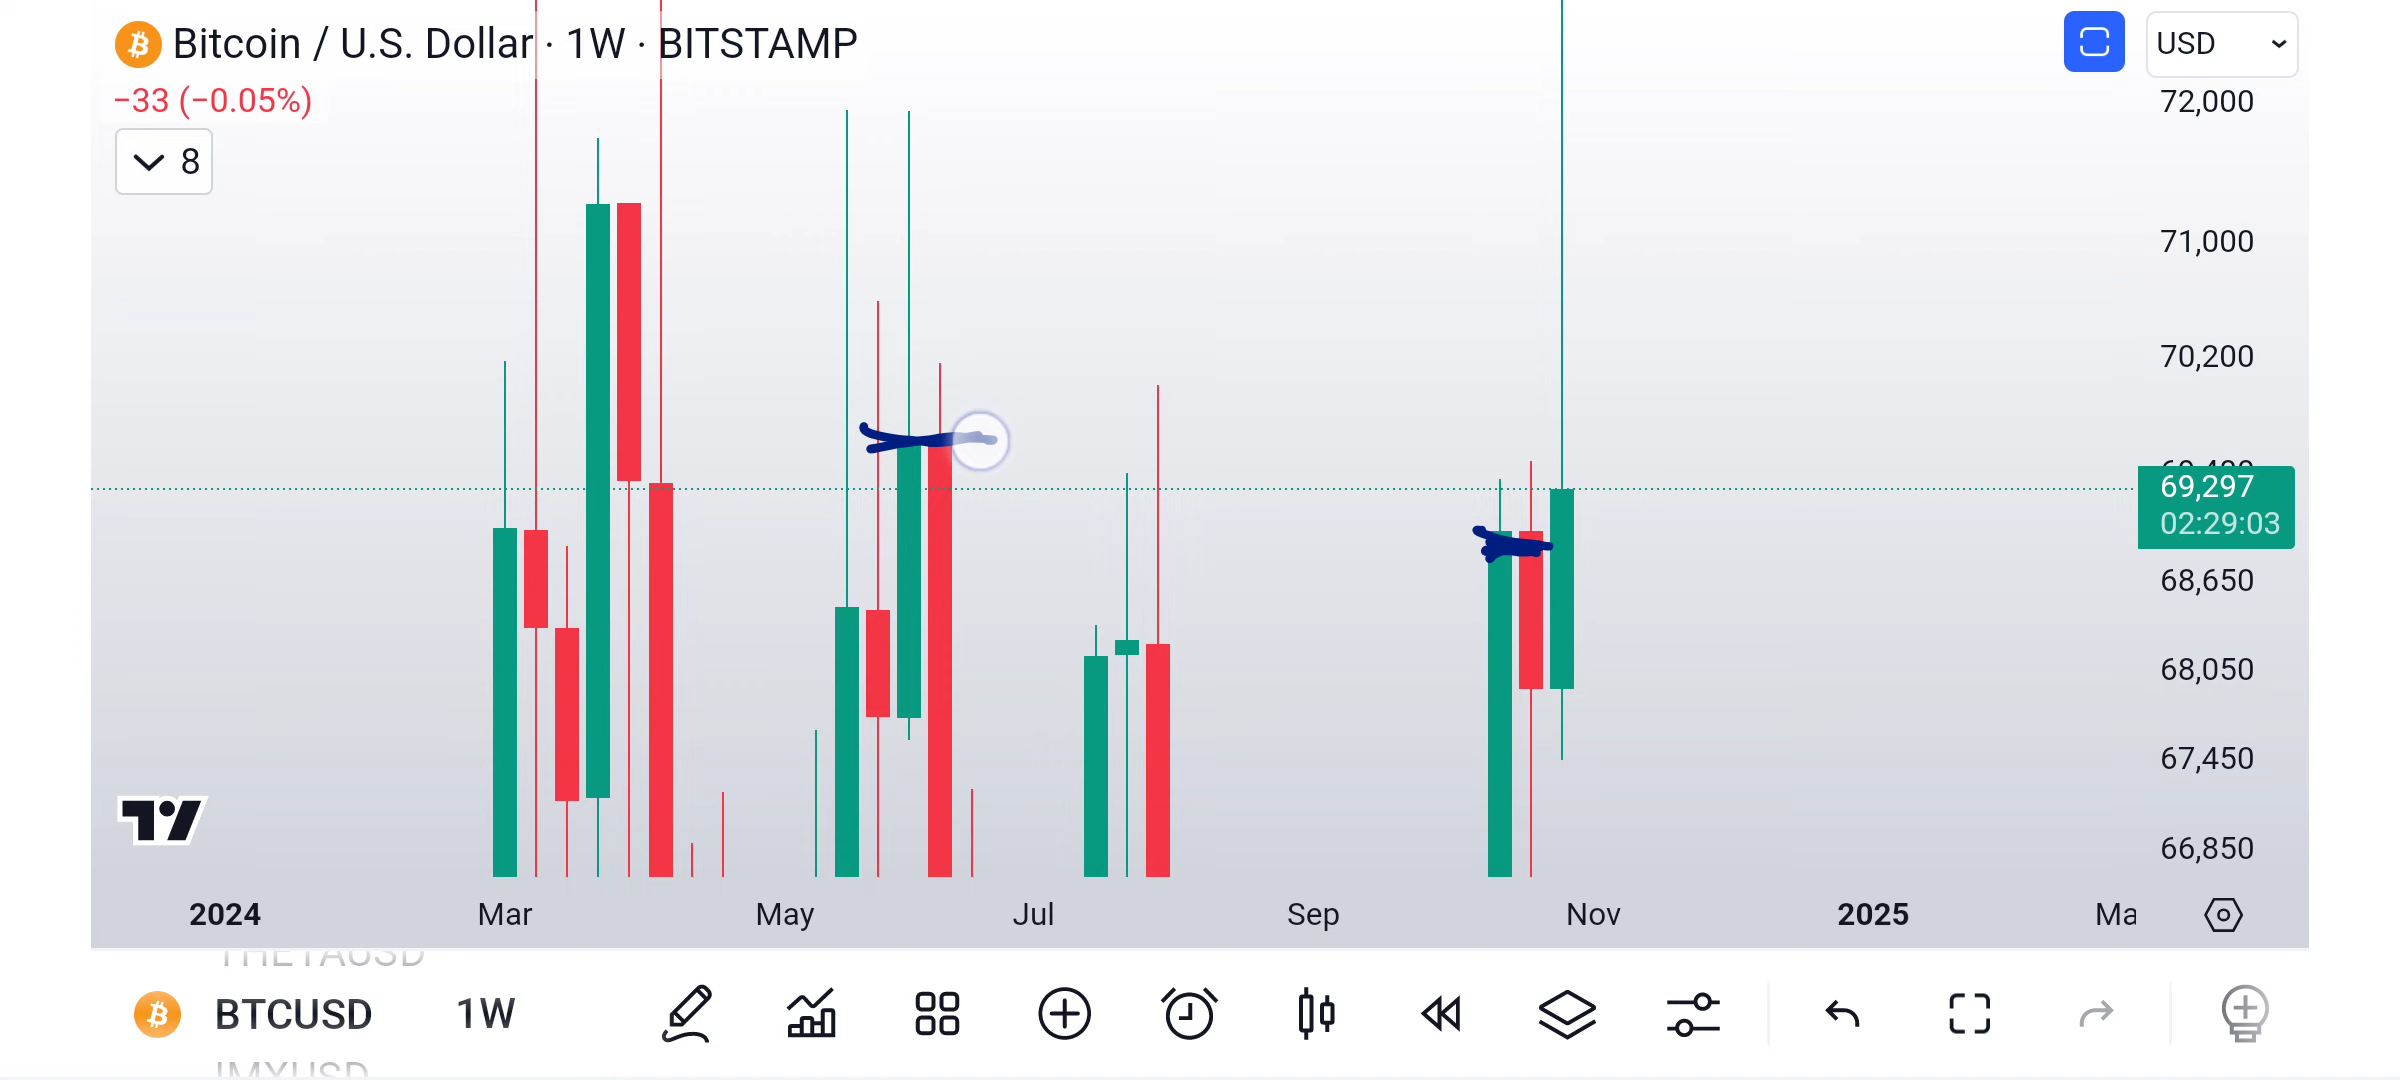 Bitcoin / U.S. Dollar · 1W · BITSTAMP
USD
−33 (−0.05%)
8
72,000
71,000
70,200
69,297
02:29:03
68,650
68,050
67,450
66,850
2024 Mar May Jul Sep Nov 2025 Ma
THETAUSD
BTCUSD 1W
IMXUSD